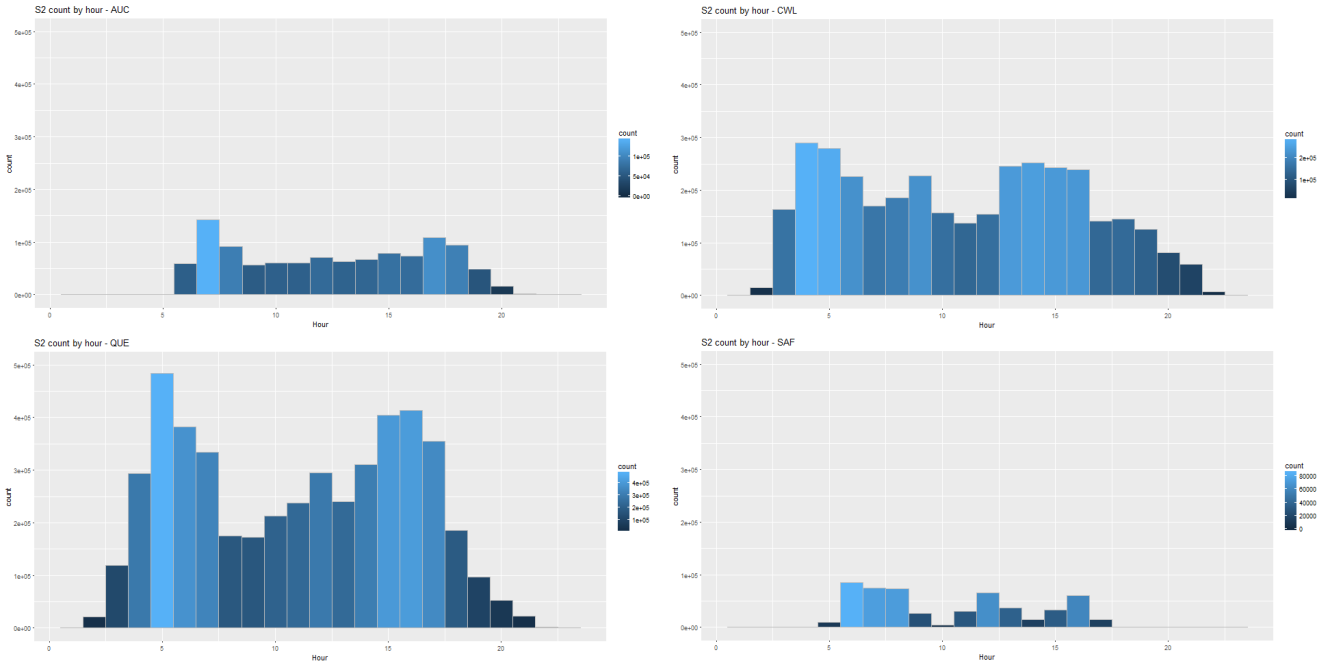 S2 count by hour - AUC
5e+05
4e+05
3e+05
2e+05
1e+05
0e+00
count
0
5
10
15
20
Hour
count
1e+05
5e+04
0e+00
S2 count by hour - CWL
5e+05
4e+05
3e+05
2e+05
1e+05
0e+00
count
0
5
10
15
20
Hour
count
2e+05
1e+05
S2 count by hour - QUE
5e+05
4e+05
3e+05
2e+05
1e+05
0e+00
count
0
5
10
15
20
Hour
count
4e+05
3e+05
2e+05
1e+05
S2 count by hour - SAF
5e+05
4e+05
3e+05
2e+05
1e+05
0e+00
count
0
5
10
15
20
Hour
count
80000
60000
40000
20000
0